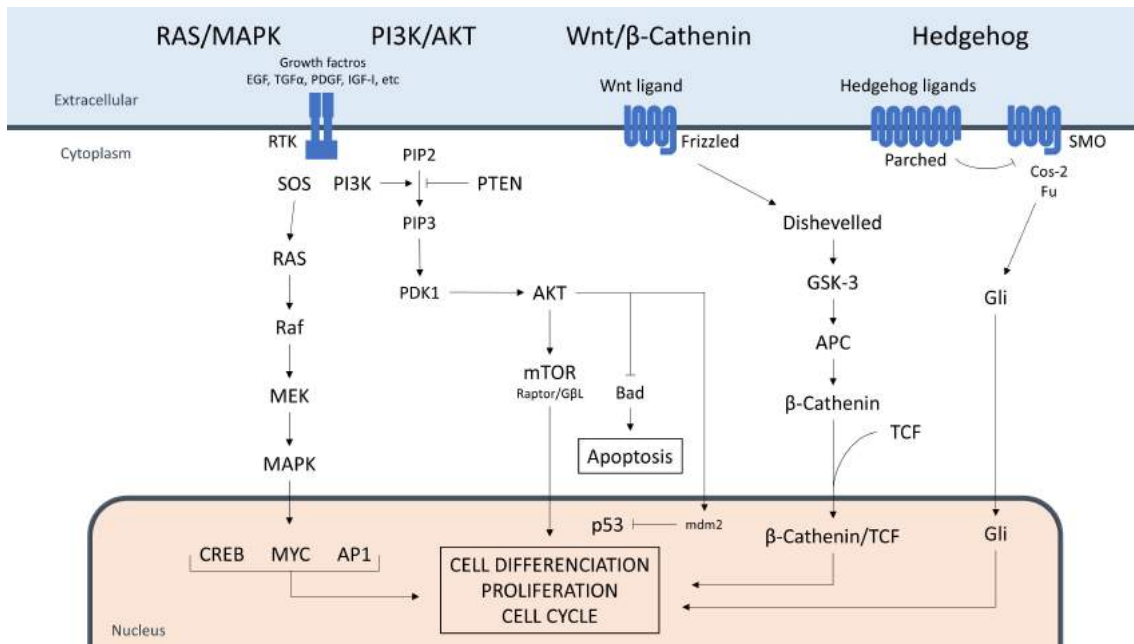 RAS/MAPK
PI3K/AKT
Wnt/β-Catenin
Hedgehog
Growth factros
EGF, TGFα, PDGF, IGF-I, etc
Wnt ligand
Hedgehog ligands
Extracellular
RTK
Frizzled
Parched
SMO
Cytoplasm
SOS
PI3K
PIP2
PTEN
Cos-2
Fu
PIP3
Dishevelled
RAS
PDK1
AKT
GSK-3
Gli
Raf
APC
mTOR
Raptor/GβL
Bad
MEK
β-Cathenin
TCF
Apoptosis
MAPK
p53
mdm2
β-Cathenin/TCF
Gli
CREB MYC AP1
CELL DIFFERENCIATION
PROLIFERATION
CELL CYCLE
Nucleus